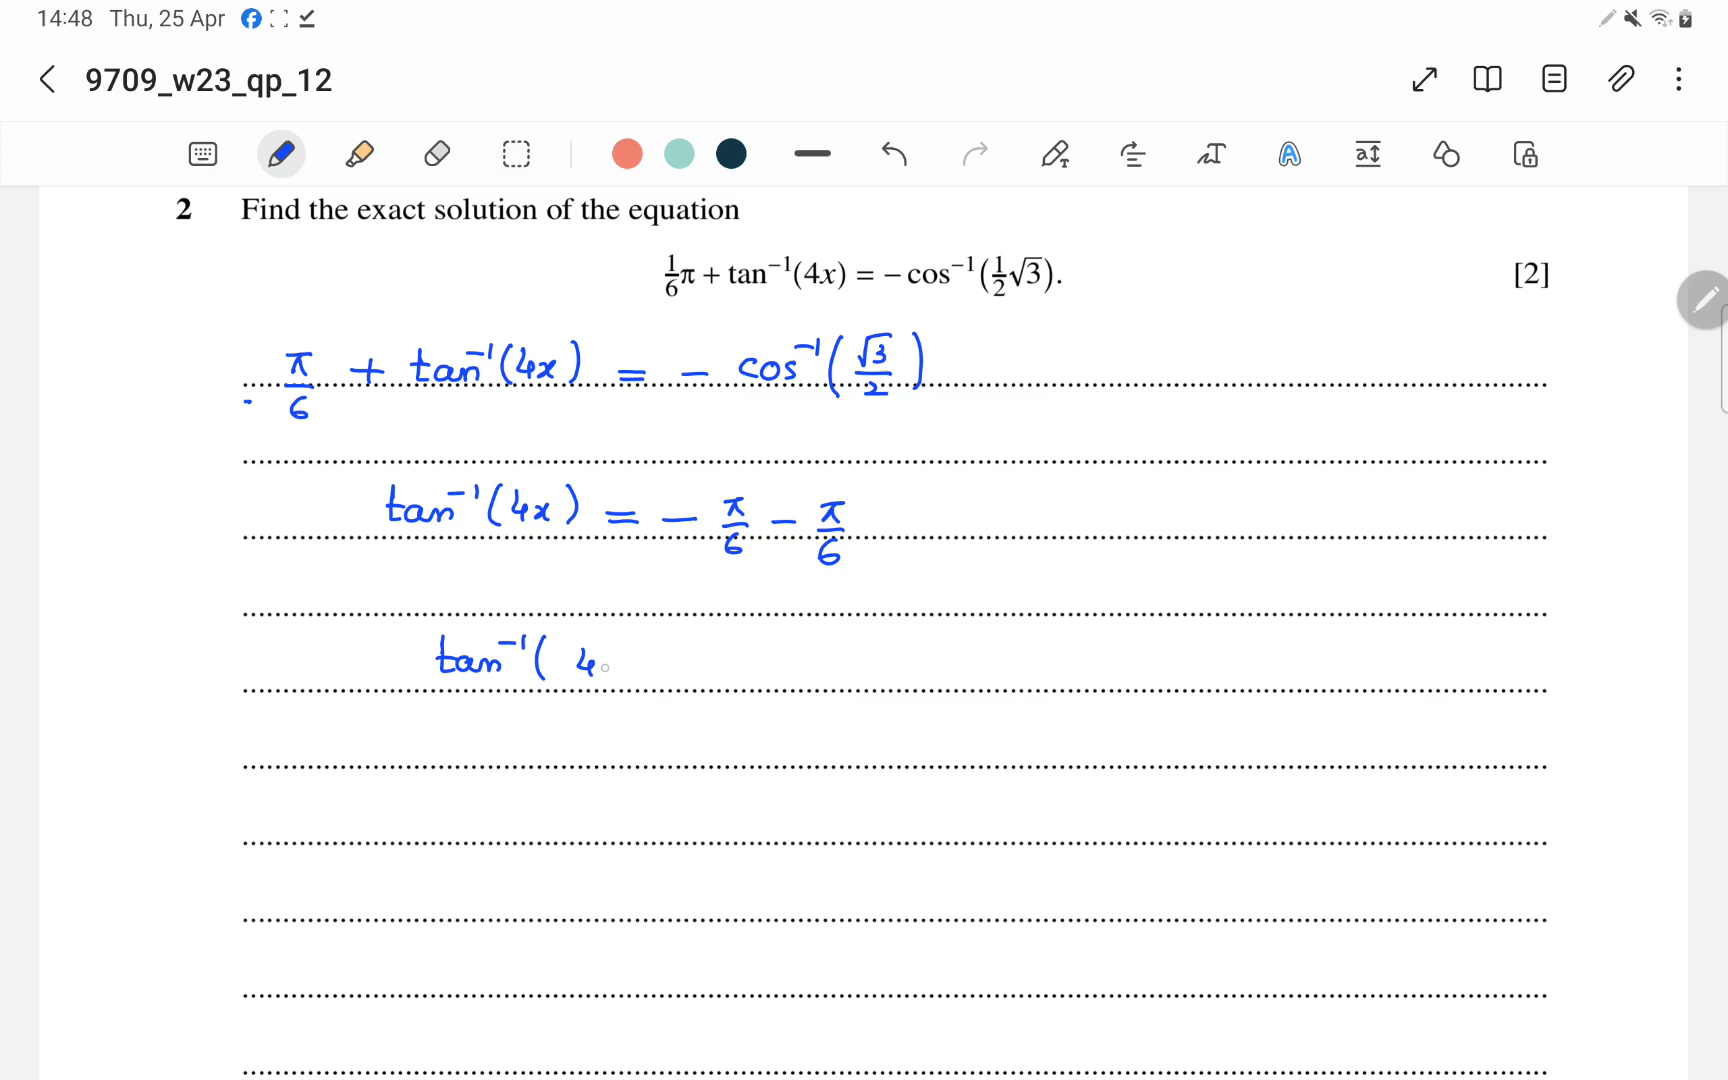 14:48 Thu, 25 Apr
9709_w23_qp_12
2 Find the exact solution of the equation
1/6 π + tan⁻¹(4x) = − cos⁻¹(1/2 √3). [2]
π/6 + tan⁻¹(4x) = − cos⁻¹(√3/2)
tan⁻¹(4x) = − π/6 − π/6
tan⁻¹( 4